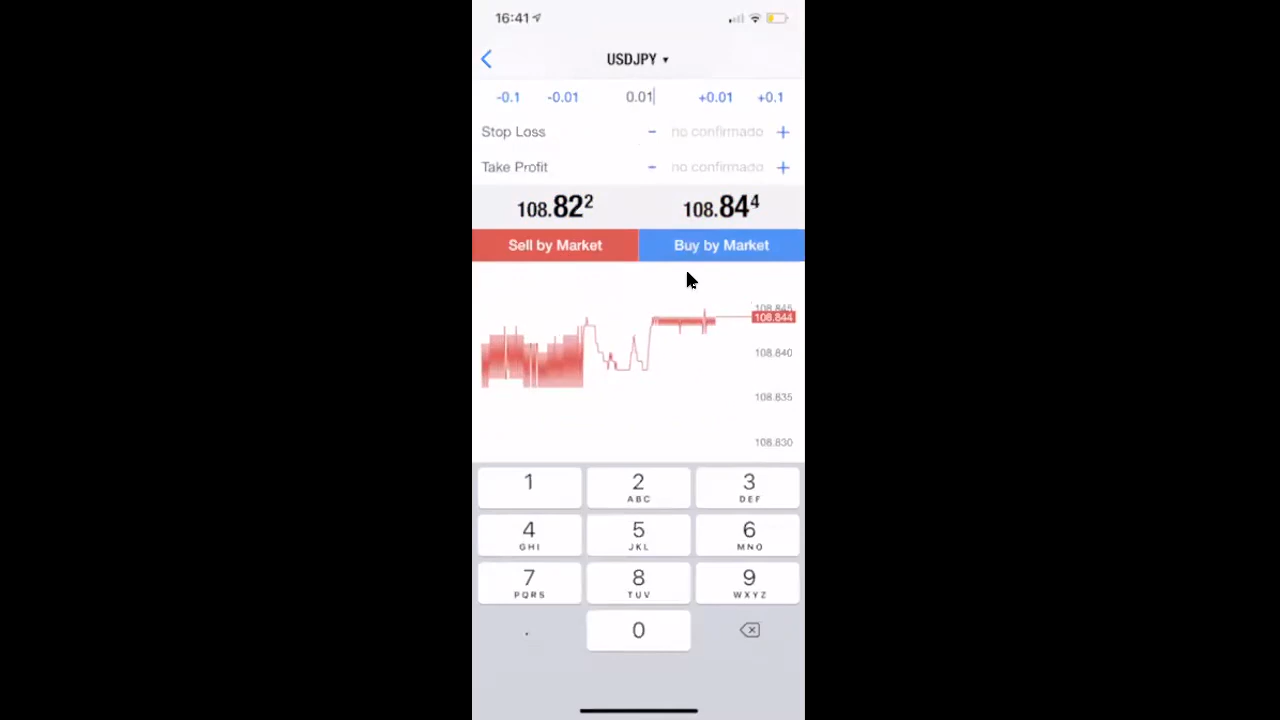 16:41
USDJPY
-0.1 -0.01 0.01 +0.01 +0.1
Stop Loss - no confirmado +
Take Profit - no confirmado +
108.822 108.844
Sell by Market Buy by Market
108.845
108.844
108.840
108.835
108.830
1 2 3
ABC DEF
4 5 6
GHI JKL MNO
7 8 9
PQRS TUV WXYZ
. 0